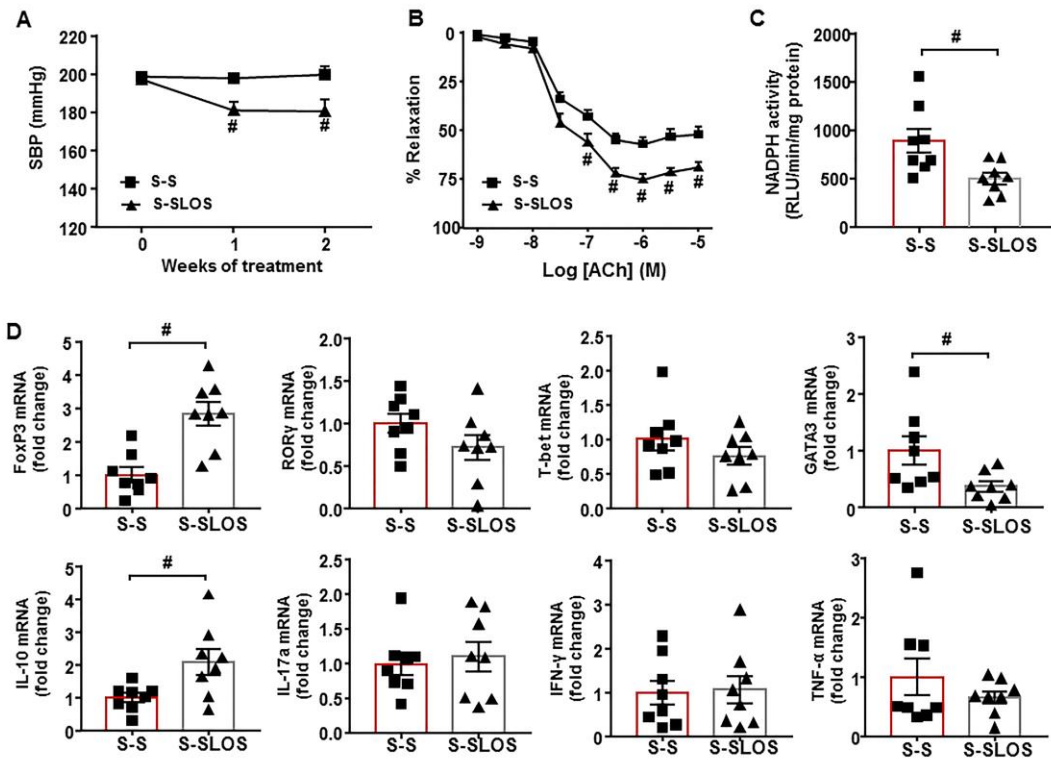 A
SBP (mmHg)
220
200
180
160
140
120
#
#
S-S
S-SLOS
0
1
2
Weeks of treatment
B
% Relaxation
0
25
50
75
100
#
#
#
#
#
S-S
S-SLOS
-9
-8
-7
-6
-5
Log [ACh] (M)
C
NADPH activity
(RLU/min/mg protein)
2000
1500
1000
500
0
#
S-S
S-SLOS
D
FoxP3 mRNA
(fold change)
5
4
3
2
1
0
#
S-S
S-SLOS
RORγ mRNA
(fold change)
2.0
1.5
1.0
0.5
0.0
S-S
S-SLOS
T-bet mRNA
(fold change)
2.5
2.0
1.5
1.0
0.5
0.0
S-S
S-SLOS
GATA3 mRNA
(fold change)
3
2
1
0
#
S-S
S-SLOS
IL-10 mRNA
(fold change)
5
4
3
2
1
0
#
S-S
S-SLOS
IL-17a mRNA
(fold change)
2.5
2.0
1.5
1.0
0.5
0.0
S-S
S-SLOS
IFN-γ mRNA
(fold change)
4
3
2
1
0
S-S
S-SLOS
TNF-α mRNA
(fold change)
3
2
1
0
S-S
S-SLOS